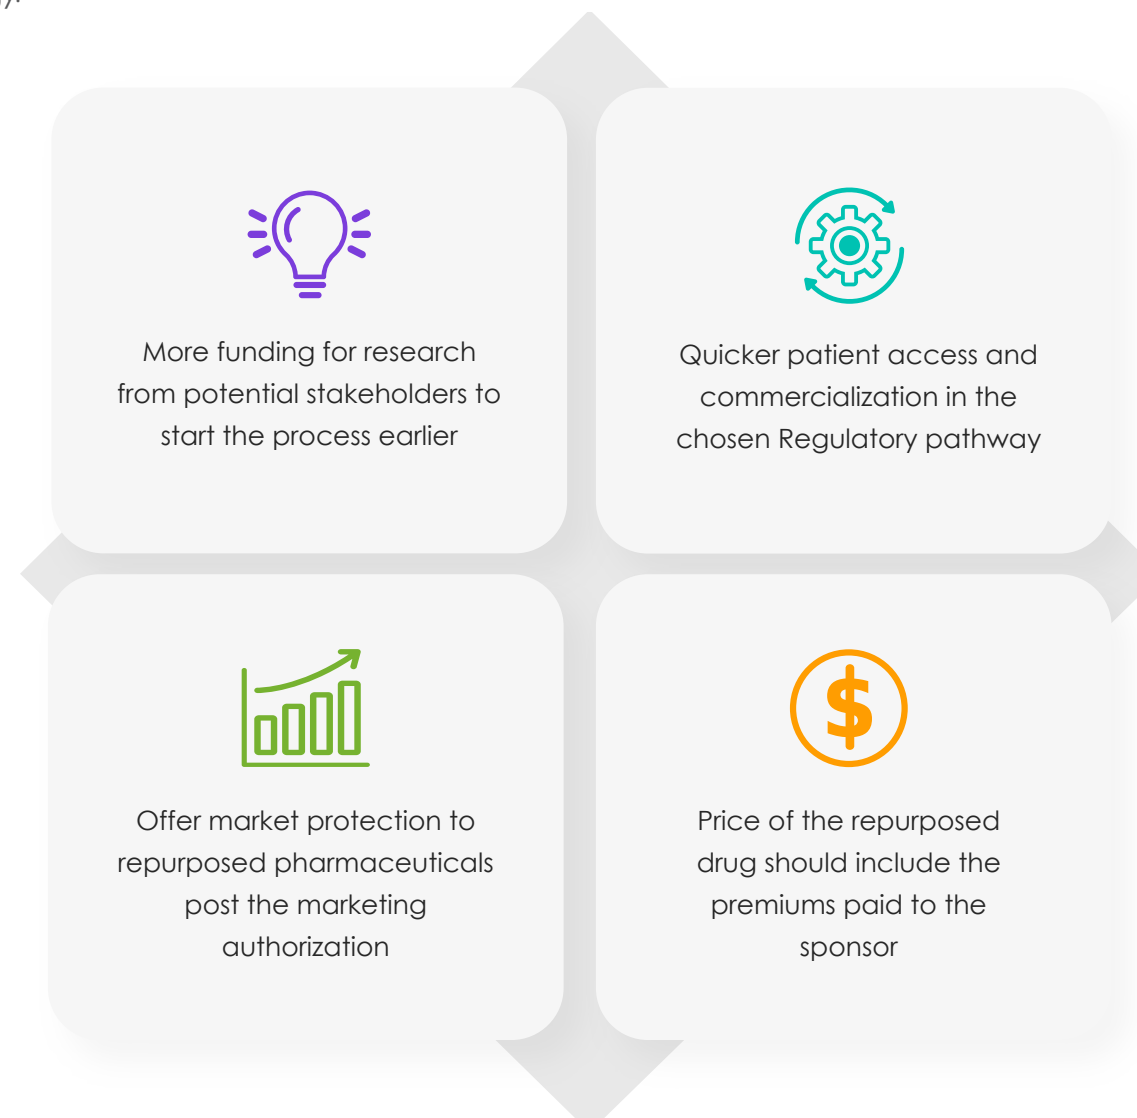 More funding for research
from potential stakeholders to
start the process earlier
Quicker patient access and
commercialization in the
chosen Regulatory pathway
Offer market protection to
repurposed pharmaceuticals
post the marketing
authorization
Price of the repurposed
drug should include the
premiums paid to the
sponsor